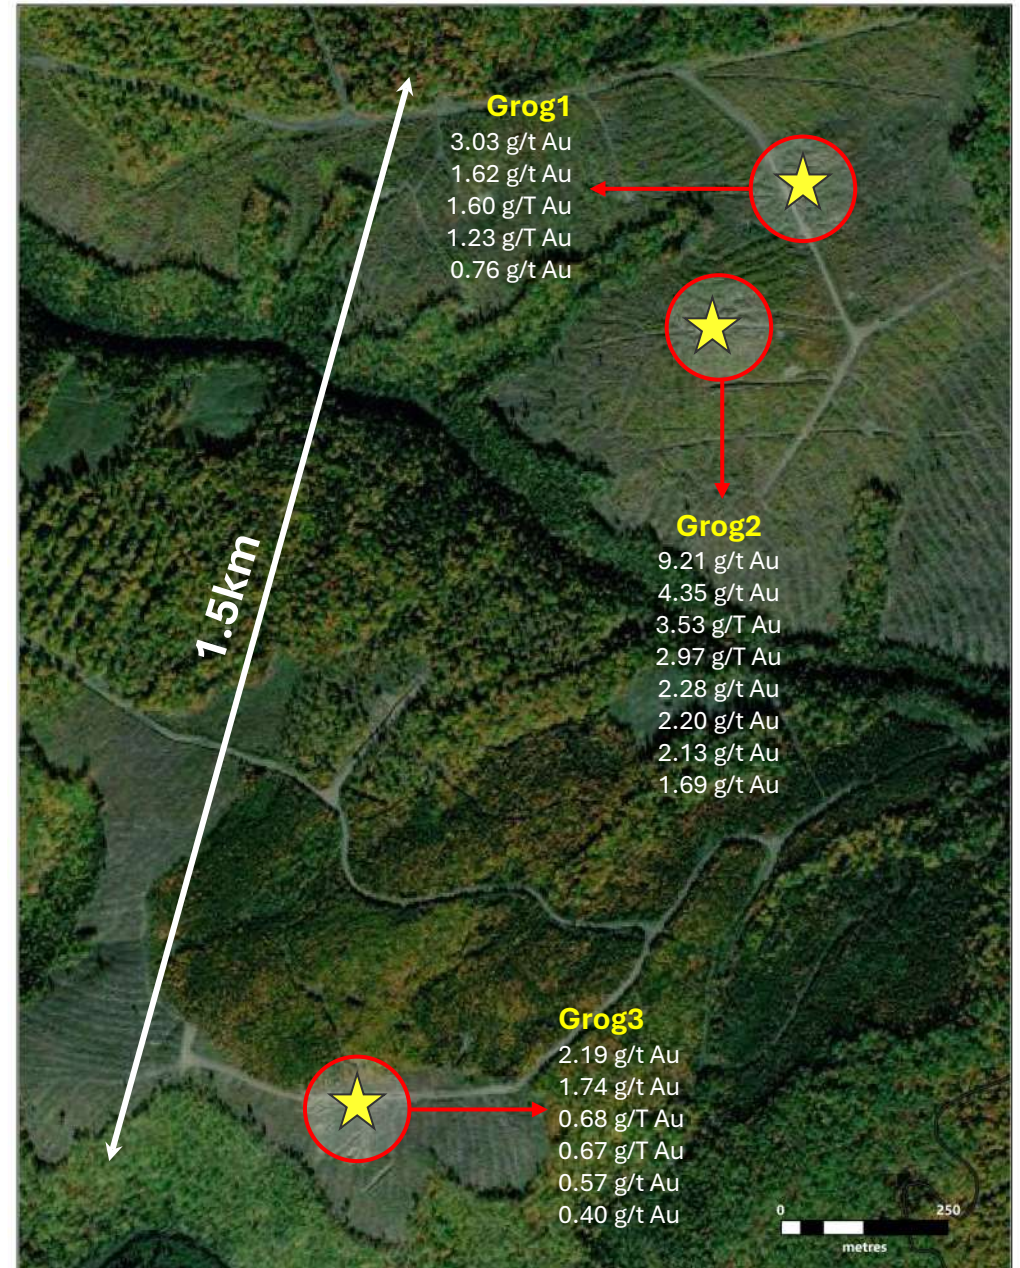 Grog1
3.03 g/t Au
1.62 g/t Au
1.60 g/T Au
1.23 g/T Au
0.76 g/t Au
Grog2
9.21 g/t Au
4.35 g/t Au
3.53 g/T Au
2.97 g/T Au
2.28 g/t Au
2.20 g/t Au
2.13 g/t Au
1.69 g/t Au
1.5km
Grog3
2.19 g/t Au
1.74 g/t Au
0.68 g/T Au
0.67 g/T Au
0.57 g/t Au
0.40 g/t Au
0 250
metres